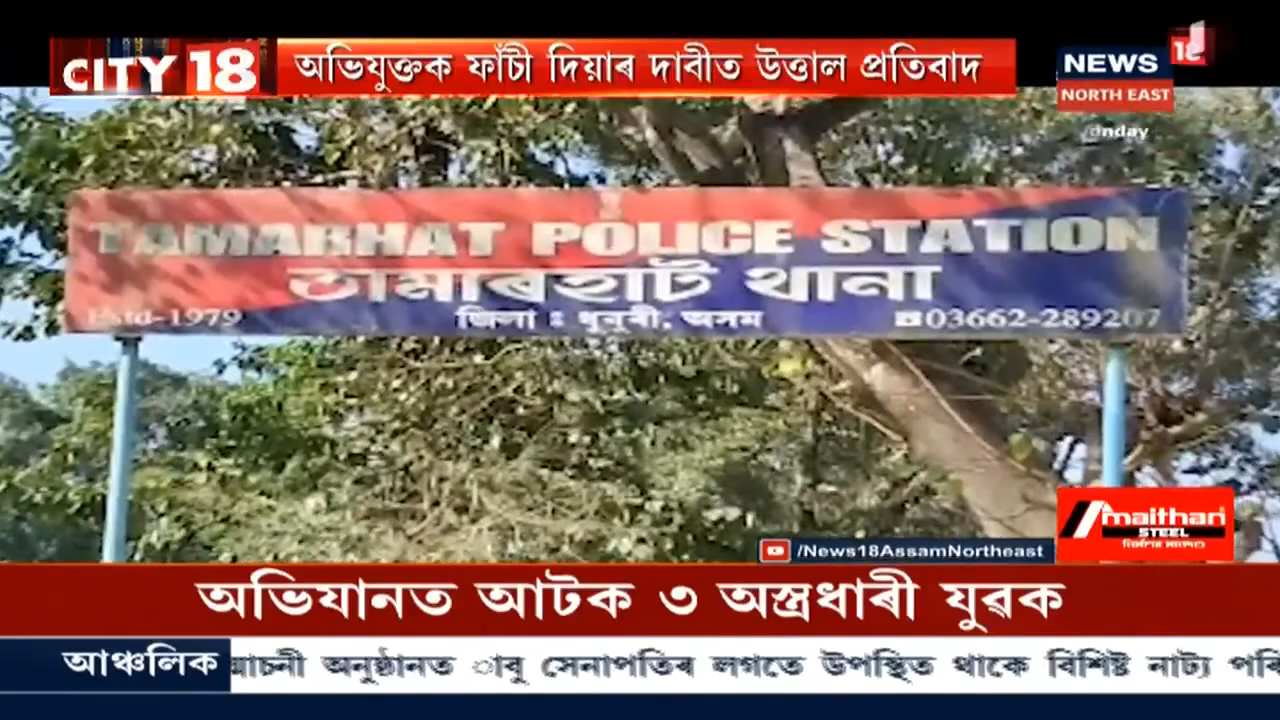 CITY 18 অভিযুক্তক ফাঁচী দিয়াৰ দাবীত উত্তাল প্ৰতিবাদ
NEWS 18
NORTH EAST
TAMARHAT POLICE STATION
তামাৰহাট থানা
Estd-1979 জিলা ঃ ধুবুৰী, অসম 03662-289207
maithan
STEEL
/News18AssamNortheast
অভিযানত আটক ৩ অস্ত্ৰধাৰী যুৱক
আঞ্চলিক অনুষ্ঠানত াবু সেনাপতিৰ লগতে উপস্থিত থাকে বিশিষ্ট নাট্য